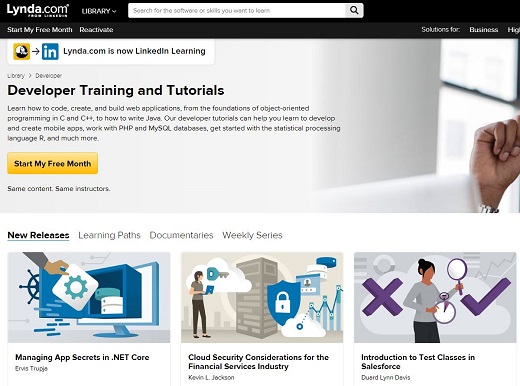 Lynda.com®
FROM LINKEDIN
LIBRARY
Search for the software or skills you want to learn
Start My Free Month Reactivate
Solutions for: Business
Lynda.com is now LinkedIn Learning
Library > Developer
Developer Training and Tutorials
Learn how to code, create, and build web applications, from the foundations of object-oriented
programming in C and C++, to how to write Java. Our developer tutorials can help you learn to develop
and create mobile apps, work with PHP and MySQL databases, get started with the statistical processing
language R, and much more.
Start My Free Month
Same content. Same instructors.
New Releases Learning Paths Documentaries Weekly Series
Managing App Secrets in .NET Core
Ervis Trupja
Cloud Security Considerations for the
Financial Services Industry
Kevin L. Jackson
Introduction to Test Classes in
Salesforce
Duard Lynn Davis